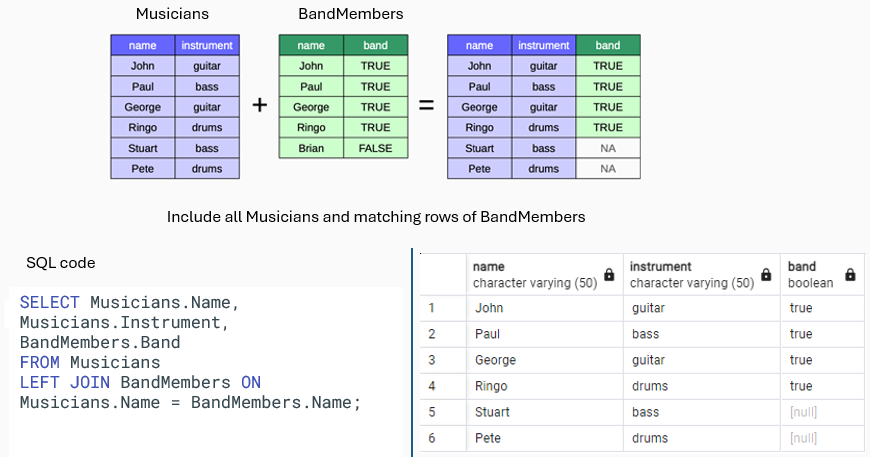 Musicians BandMembers
name instrument name band name instrument band
John guitar John TRUE John guitar TRUE
Paul bass Paul TRUE Paul bass TRUE
George guitar + George TRUE = George guitar TRUE
Ringo drums Ringo TRUE Ringo drums TRUE
Stuart bass Brian FALSE Stuart bass NA
Pete drums Pete drums NA
Include all Musicians and matching rows of BandMembers
SQL code
SELECT Musicians.Name,
Musicians.Instrument,
BandMembers.Band
FROM Musicians
LEFT JOIN BandMembers ON
Musicians.Name = BandMembers.Name;
name instrument band
character varying (50) character varying (50) boolean
1 John guitar true
2 Paul bass true
3 George guitar true
4 Ringo drums true
5 Stuart bass [null]
6 Pete drums [null]